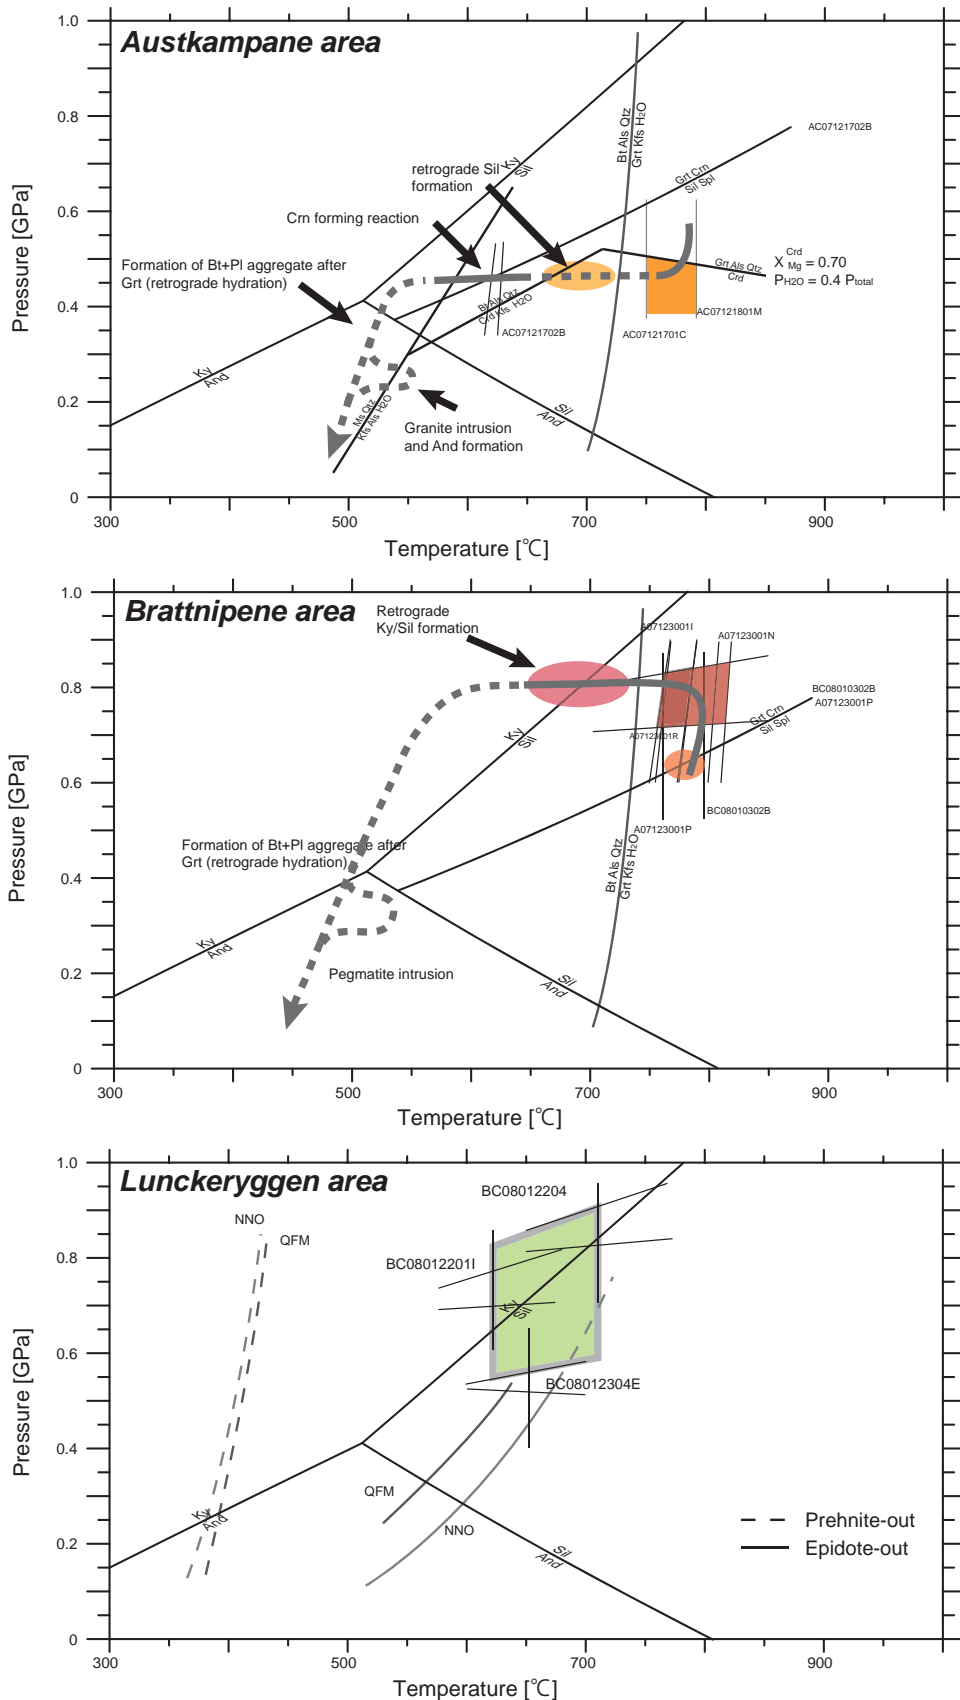 Austkampane area
1.0
0.8
0.6
0.4
0.2
0
Pressure [GPa]
retrograde Sil
formation
Crn forming reaction
Formation of Bt+Pl aggregate after
Grt (retrograde hydration)
Ky
Sil
Bt Als Qtz
Grt Kfs H2O
AC07121702B
Grt Crn
Sil Spl
Grt Als Qtz
Crd
X Crd Mg = 0.70
PH2O = 0.4 Ptotal
Bt Als Qtz
Crd Kfs H2O
AC07121702B
AC07121701C
AC07121801M
Ky
And
Ms Qtz
Kfs Als H2O
Granite intrusion
and And formation
Sil
And
300
500
700
900
Temperature [℃]
Brattnipene area
1.0
0.8
0.6
0.4
0.2
0
Pressure [GPa]
Retrograde
Ky/Sil formation
A07123001I
A07123001N
BC08010302B
A07123001P
Grt Crn
Sil Spl
Ky
Sil
A07123001R
BC08010302B
A07123001P
Formation of Bt+Pl aggregate after
Grt (retrograde hydration)
Bt Als Qtz
Grt Kfs H2O
Ky
And
Pegmatite intrusion
Sil
And
300
500
700
900
Temperature [℃]
Lunckeryggen area
1.0
0.8
0.6
0.4
0.2
0
Pressure [GPa]
NNO
QFM
BC08012204
BC08012201I
Ky
Sil
BC08012304E
QFM
NNO
Ky
And
Sil
And
Prehnite-out
Epidote-out
300
500
700
900
Temperature [℃]